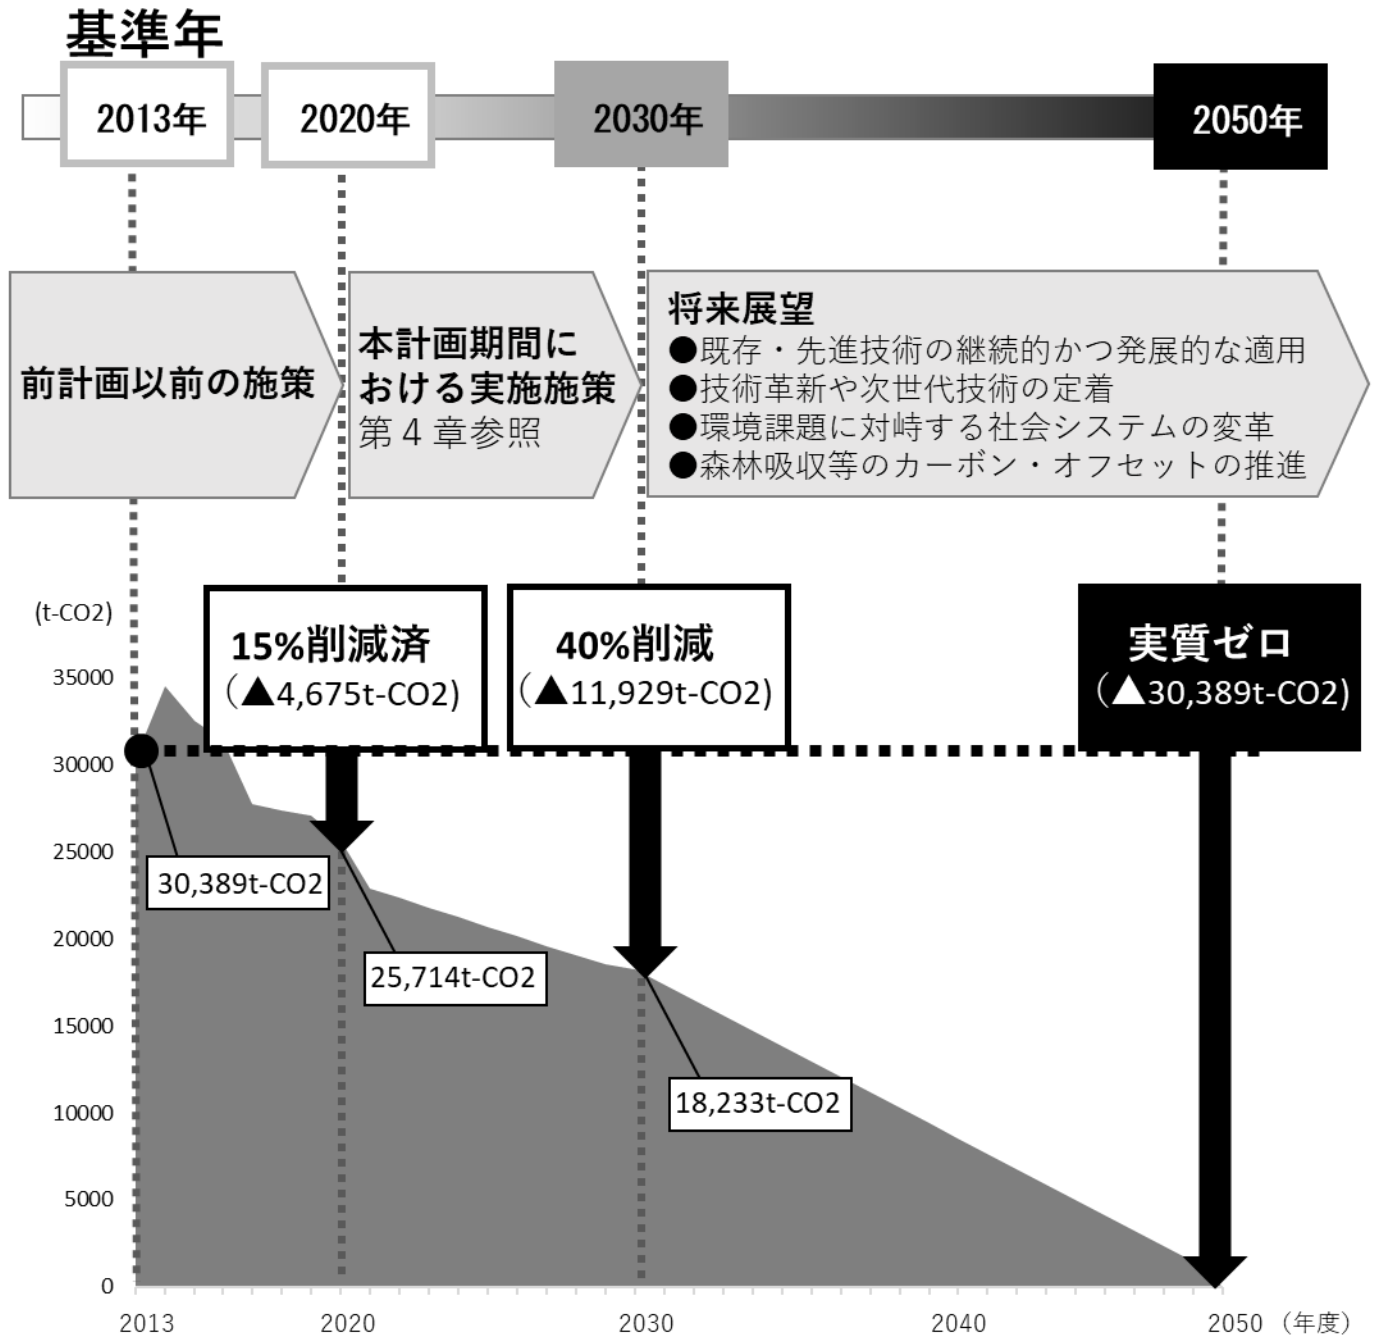 基準年
2013年
2020年
2030年
2050年
前計画以前の施策
本計画期間に
おける実施施策
第４章参照
将来展望
●既存・先進技術の継続的かつ発展的な適用
●技術革新や次世代技術の定着
●環境課題に対峙する社会システムの変革
●森林吸収等のカーボン・オフセットの推進
(t-CO2)
15%削減済
（▲4,675t-CO2)
40%削減
（▲11,929t-CO2)
実質ゼロ
（▲30,389t-CO2)
35000
30000
25000
20000
15000
10000
5000
0
30,389t-CO2
25,714t-CO2
18,233t-CO2
2013
2020
2030
2040
2050
（年度）